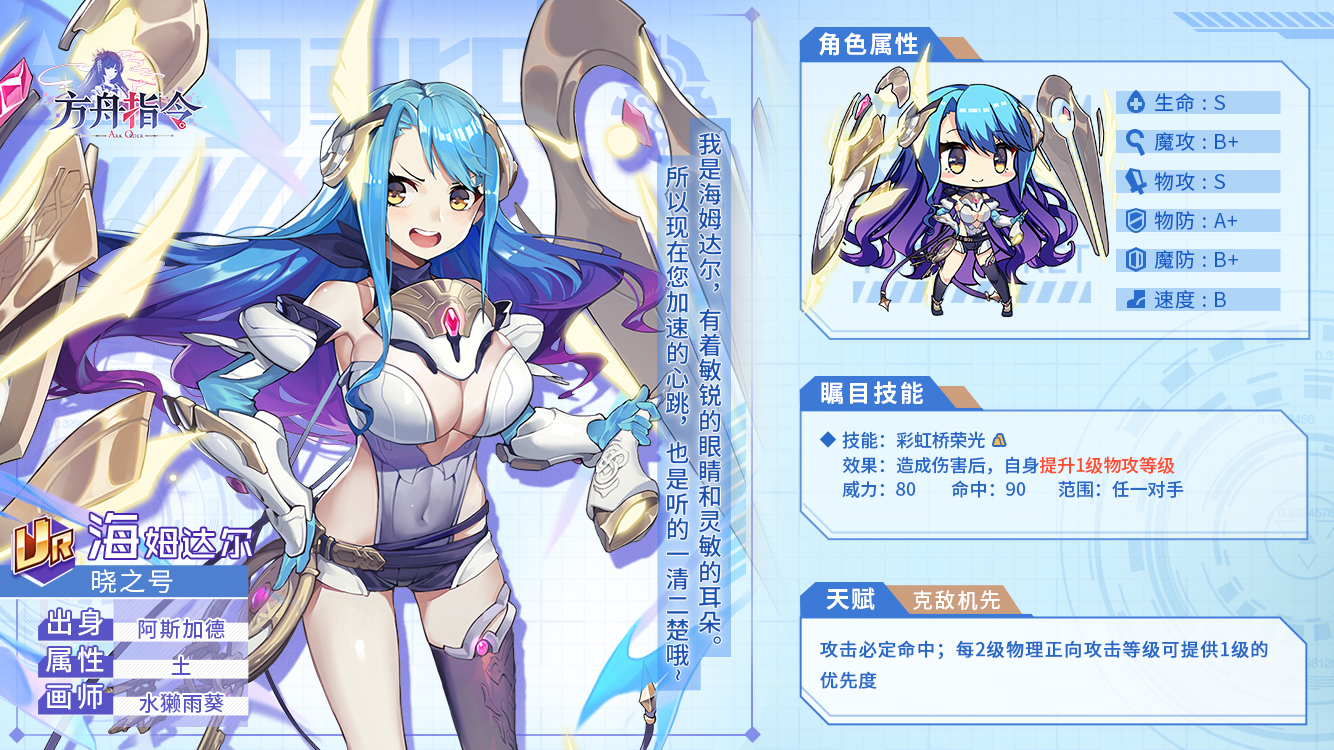 方舟指令
ARK ORDER
我是海姆达尔，有着敏锐的眼睛和灵敏的耳朵。
所以现在您加速的心跳，也是听的一清二楚哦~
UR 海姆达尔
晓之号
出身 阿斯加德
属性 土
画师 水獭雨葵
角色属性
生命：S
魔攻：B+
物攻：S
物防：A+
魔防：B+
速度：B
瞩目技能
◆ 技能：彩虹桥荣光
效果：造成伤害后，自身提升1级物攻等级
威力：80 命中：90 范围：任一对手
天赋 克敌机先
攻击必定命中；每2级物理正向攻击等级可提供1级的
优先度